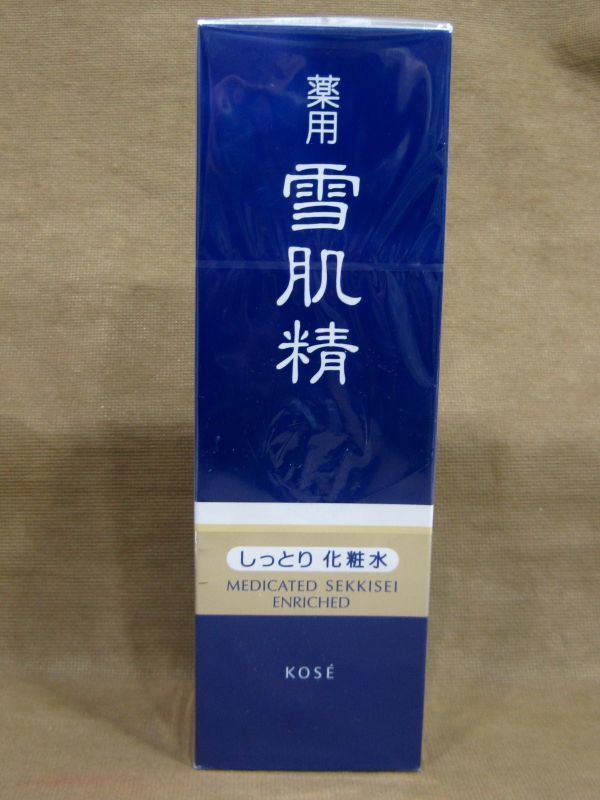 薬用
雪肌精
しっとり 化粧水
MEDICATED SEKKISEI
ENRICHED
KOSÉ